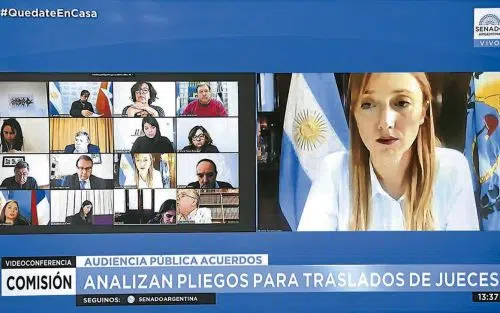 #QuedateEnCasa
SENADO
ARGENTINA
VIVO
VIDEOCONFERENCIA
AUDIENCIA PÚBLICA ACUERDOS
COMISIÓN
ANALIZAN PLIEGOS PARA TRASLADOS DE JUECES
SEGUINOS:
SENADOARGENTINA
13:37